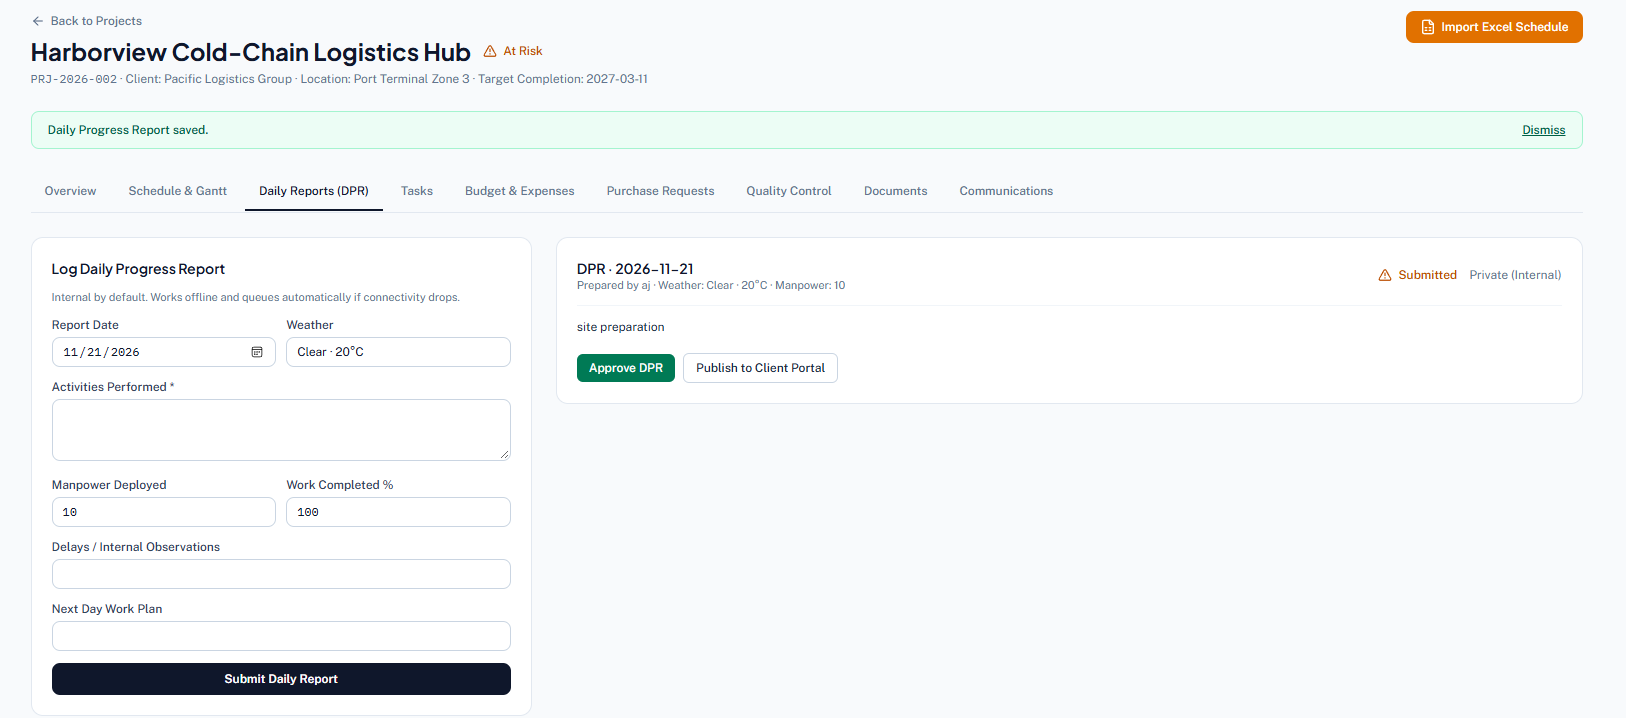 Back to Projects
Import Excel Schedule
Harborview Cold-Chain Logistics Hub At Risk
PRJ-2026-002 · Client: Pacific Logistics Group · Location: Port Terminal Zone 3 · Target Completion: 2027-03-11
Daily Progress Report saved. Dismiss
Overview Schedule & Gantt Daily Reports (DPR) Tasks Budget & Expenses Purchase Requests Quality Control Documents Communications
Log Daily Progress Report
Internal by default. Works offline and queues automatically if connectivity drops.
Report Date Weather
11/21/2026 Clear · 20°C
Activities Performed *
Manpower Deployed Work Completed %
10 100
Delays / Internal Observations
Next Day Work Plan
Submit Daily Report
DPR · 2026-11-21
Prepared by aj · Weather: Clear · 20°C · Manpower: 10
Submitted Private (Internal)
site preparation
Approve DPR Publish to Client Portal